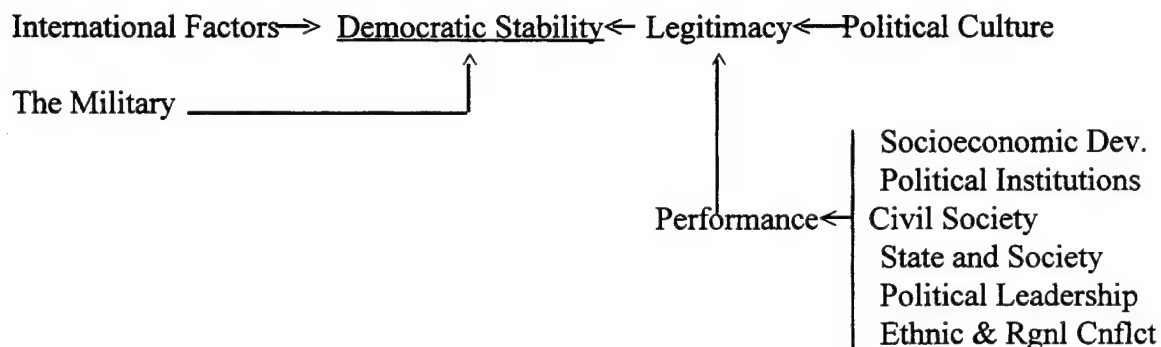 International Factors Democratic Stability Legitimacy Political Culture
The Military
Socioeconomic Dev.
Political Institutions
Performance Civil Society
State and Society
Political Leadership
Ethnic & Rgnl Cnflct